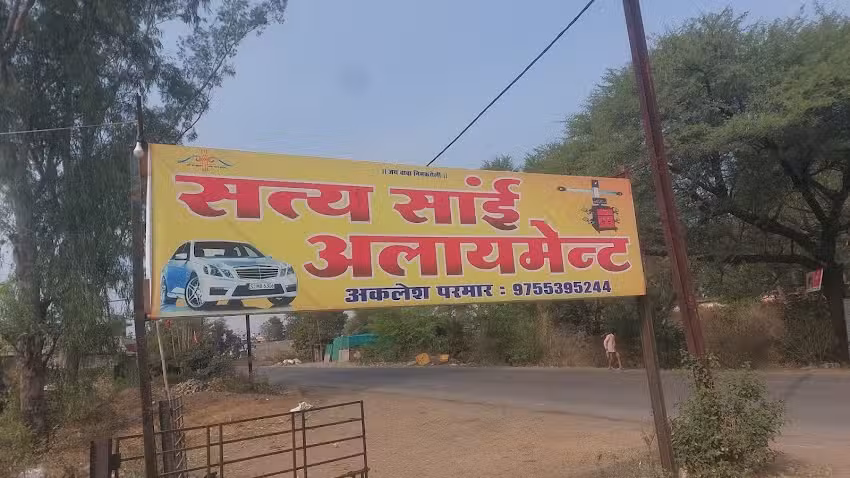 सत्य सांई
अलायमेन्ट
अकलेश परमार : 9755395244